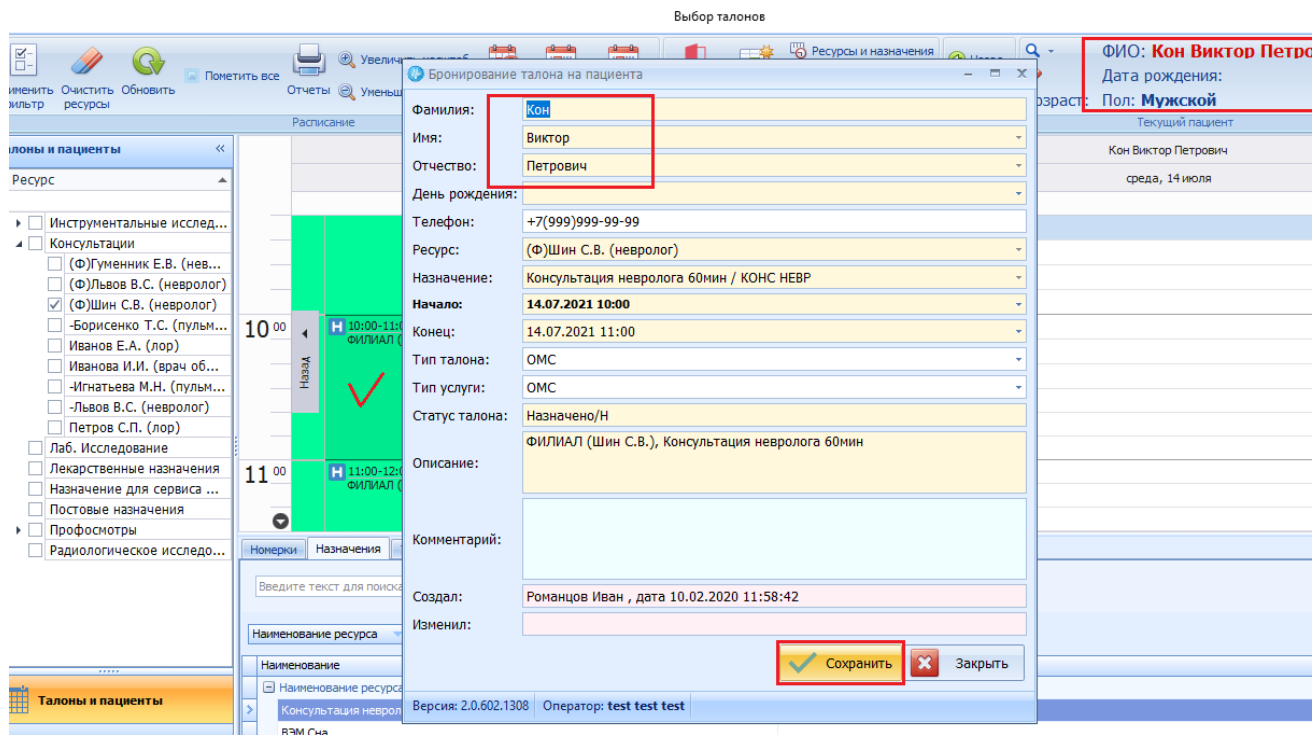 Выбор талонов
Пометить все
Очистить ресурсы
Обновить
Отчеты
Расписание
Ресурсы и назначения
ФИО: Кон Виктор
Дата рождения:
Пол: Мужской
Текущий пациент
и пациенты
Ресурс
Инструментальные исслед...
Консультации
(Ф)Гуменник Е.В. (нев...
(Ф)Львов В.С. (невролог)
(Ф)Шин С.В. (невролог)
-Борисенко Т.С. (пульм...
Иванов Е.А. (лор)
Иванова И.И. (врач об...
-Игнатьева М.Н. (пульм...
-Львов В.С. (невролог)
Петров С.П. (лор)
Лаб. Исследование
Лекарственные назначения
Назначение для сервиса ...
Постовые назначения
Профосмотры
Радиологическое исследо...
Талоны и пациенты
10 00
Назад
Н 10:00-11:0
ФИЛИАЛ (
11 00
Н 11:00-12:0
ФИЛИАЛ (
Номерки
Назначения
Введите текст для поиска
Наименование ресурса
Наименование
Наименование ресурса
Консультация невро
ВЭМ Сна
Кон Виктор Петрович
среда, 14 июля
Бронирование талона на пациента
Фамилия: Кон
Имя: Виктор
Отчество: Петрович
День рождения:
Телефон: +7(999)999-99-99
Ресурс: (Ф)Шин С.В. (невролог)
Назначение: Консультация невролога 60мин / КОНС НЕВР
Начало: 14.07.2021 10:00
Конец: 14.07.2021 11:00
Тип талона: ОМС
Тип услуги: ОМС
Статус талона: Назначено/Н
Описание: ФИЛИАЛ (Шин С.В.), Консультация невролога 60мин
Комментарий:
Создал: Романцов Иван , дата 10.02.2020 11:58:42
Изменил:
Сохранить
Закрыть
Версия: 2.0.602.1308 Оператор: test test test